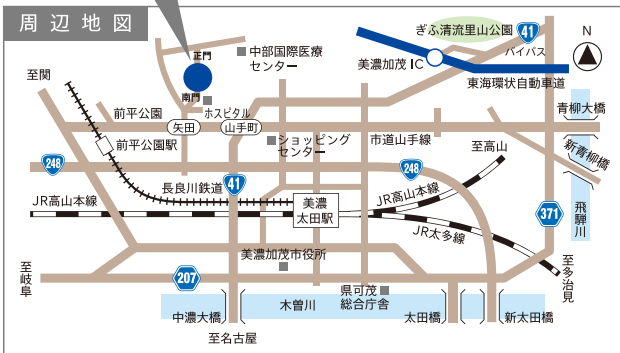 周辺地図
正門
南門
中部国際医療
センター
ぎふ清流里山公園
41
バイパス
N
美濃加茂 IC
東海環状自動車道
至関
前平公園
ホスピタル
矢田
山手町
青柳大橋
前平公園駅
ショッピング
センター
市道山手線
新青柳橋
至高山
248
248
長良川鉄道
41
JR高山本線
JR高山本線
美濃
太田駅
JR太多線
371
飛騨川
美濃加茂市役所
至岐阜
207
至多治見
県可茂
総合庁舎
木曽川
中濃大橋
太田橋
新太田橋
至名古屋